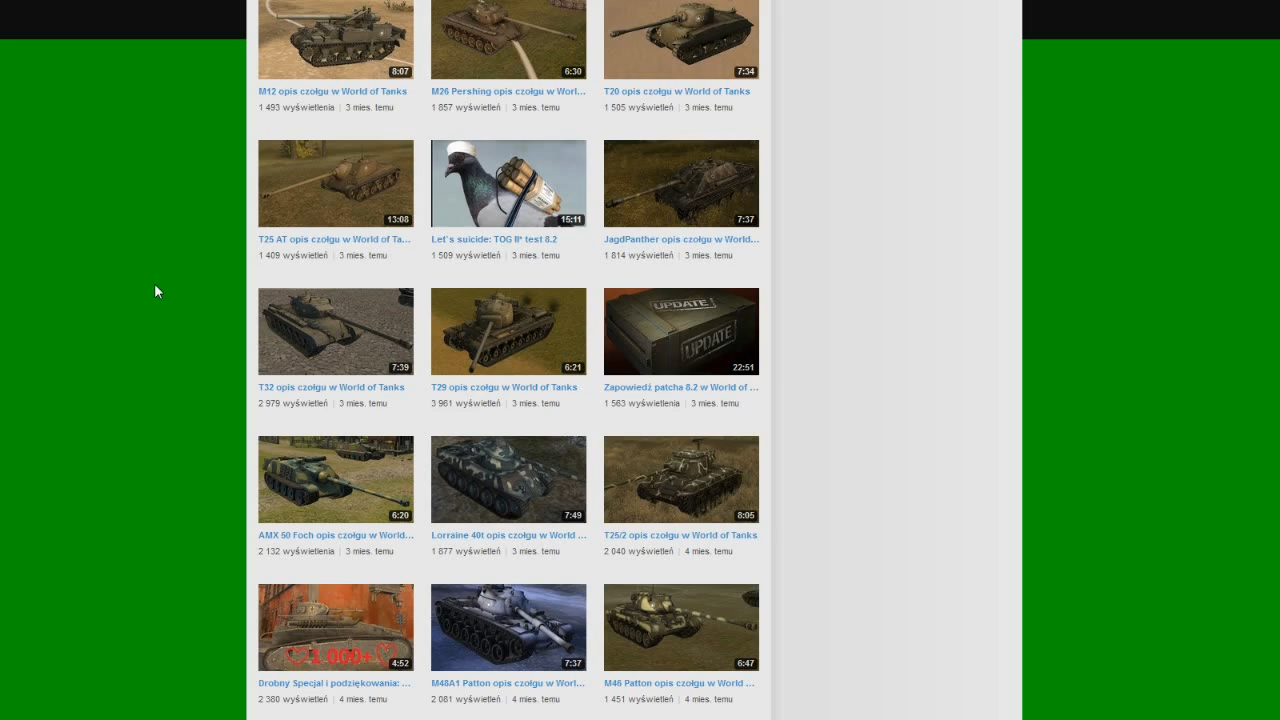 8:07 6:30 7:34
M12 opis czołgu w World of Tanks M26 Pershing opis czołgu w Worl... T20 opis czołgu w World of Tanks
1 493 wyświetlenia | 3 mies. temu 1 857 wyświetleń | 3 mies. temu 1 505 wyświetleń | 3 mies. temu
13:08 15:11 7:37
T25 AT opis czołgu w World of Ta... Let`s suicide: TOG II* test 8.2 JagdPanther opis czołgu w World...
1 409 wyświetleń | 3 mies. temu 1 509 wyświetleń | 3 mies. temu 1 814 wyświetleń | 3 mies. temu
UPDATE
UPDATE
7:39 6:21 22:51
T32 opis czołgu w World of Tanks T29 opis czołgu w World of Tanks Zapowiedź patcha 8.2 w World of ...
2 979 wyświetleń | 3 mies. temu 3 961 wyświetleń | 3 mies. temu 1 563 wyświetlenia | 3 mies. temu
6:20 7:49 8:05
AMX 50 Foch opis czołgu w World... Lorraine 40t opis czołgu w World ... T25/2 opis czołgu w World of Tanks
2 132 wyświetlenia | 3 mies. temu 1 877 wyświetleń | 3 mies. temu 2 040 wyświetleń | 4 mies. temu
1 000+
4:52 7:37 6:47
Drobny Specjal i podziękowania: ... M48A1 Patton opis czołgu w Worl... M46 Patton opis czołgu w World ...
2 380 wyświetleń | 4 mies. temu 2 081 wyświetleń | 4 mies. temu 1 451 wyświetleń | 4 mies. temu